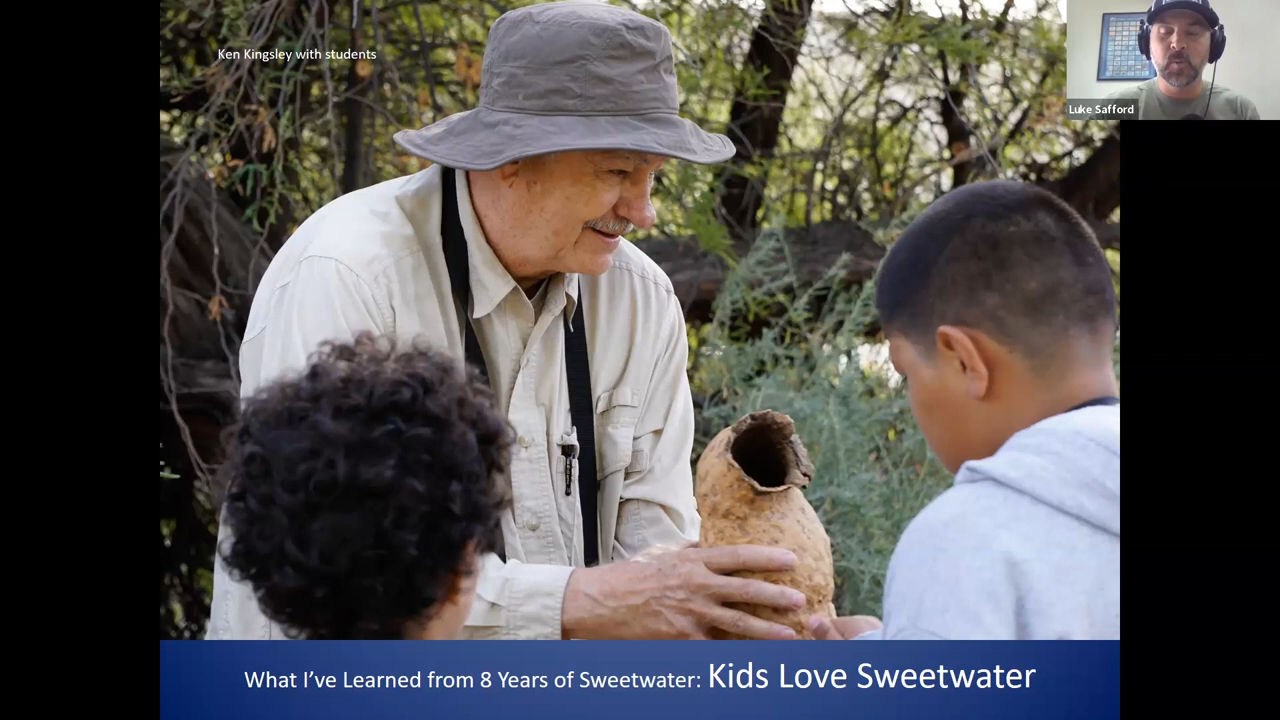 Ken Kingsley with students
Luke Safford
What I've Learned from 8 Years of Sweetwater: Kids Love Sweetwater